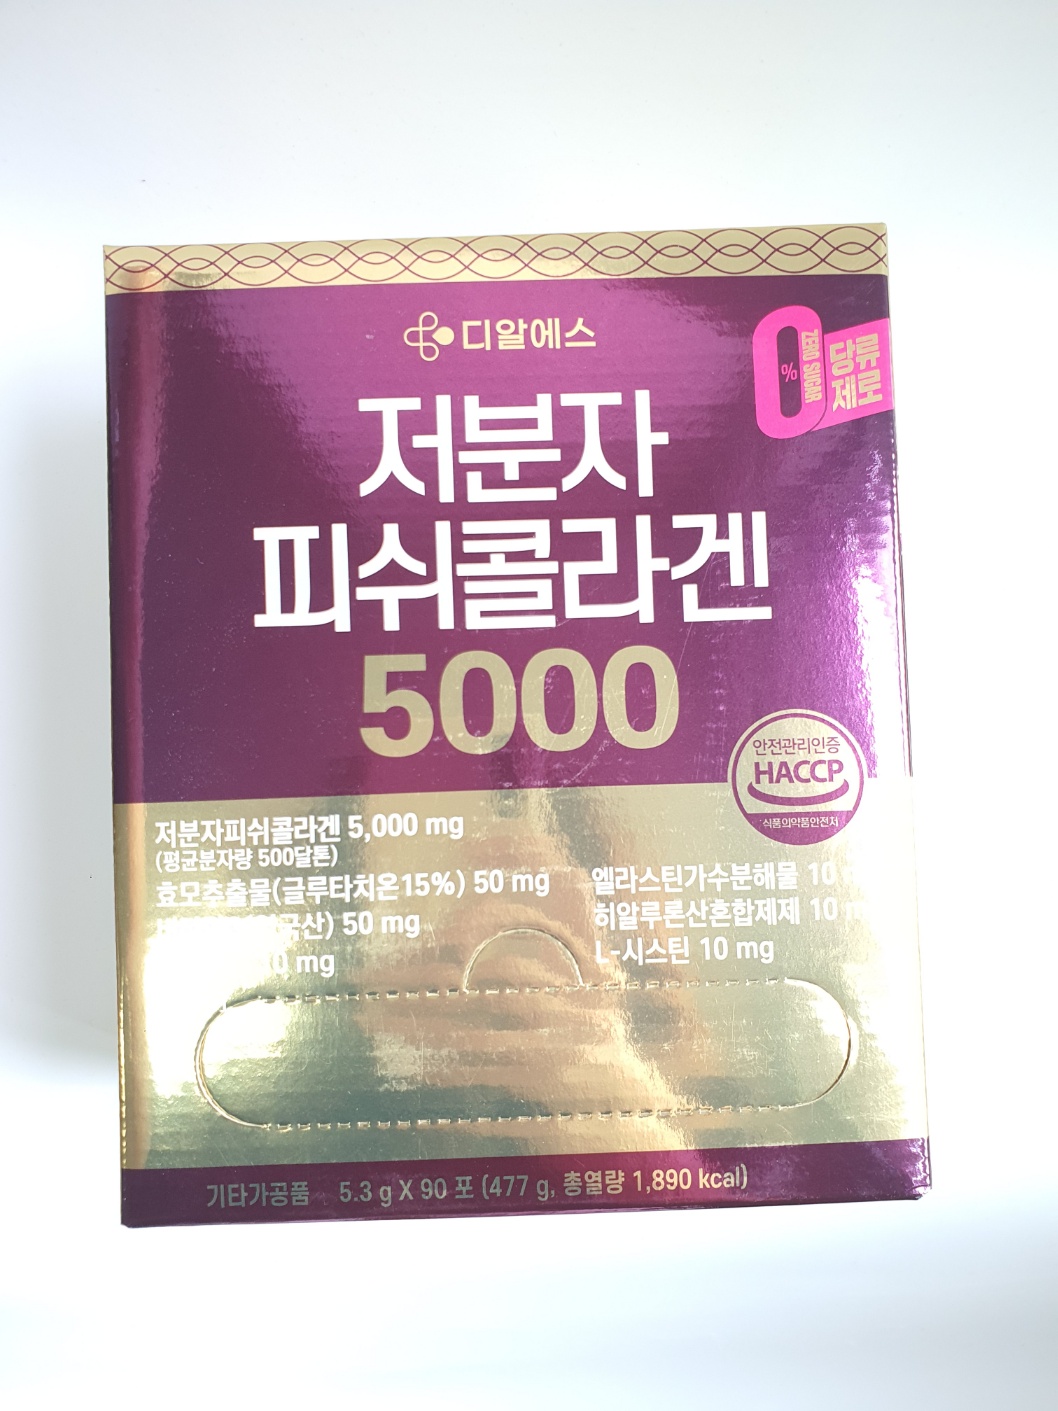 디알에스
0%
ZERO SUGAR
당류
제로
저분자
피쉬콜라겐
5000
안전관리인증
HACCP
식품의약품안전처
저분자피쉬콜라겐 5,000 mg
(평균분자량 500달톤)
효모추출물(글루타치온15%) 50 mg
50 mg
mg
엘라스틴가수분해물 10
히알루론산혼합제제 10
L-시스틴 10 mg
기타가공품 5.3 g X 90 포 (477 g, 총열량 1,890 kcal)